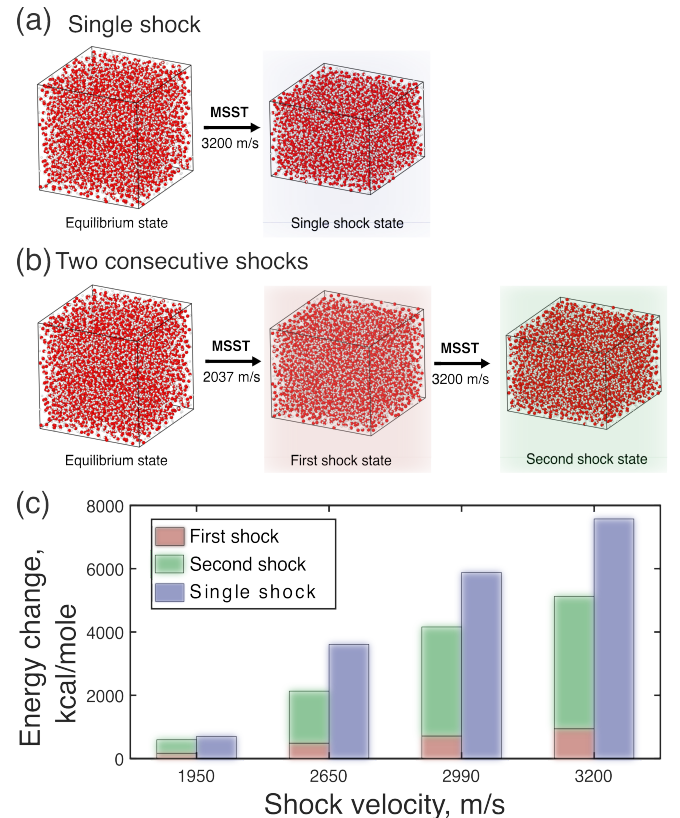 (a) Single shock
MSST
3200 m/s
Equilibrium state
Single shock state
(b) Two consecutive shocks
MSST
2037 m/s
MSST
3200 m/s
Equilibrium state
First shock state
Second shock state
(c)
8000
6000
4000
2000
0
Energy change,
kcal/mole
First shock
Second shock
Single shock
1950 2650 2990 3200
Shock velocity, m/s